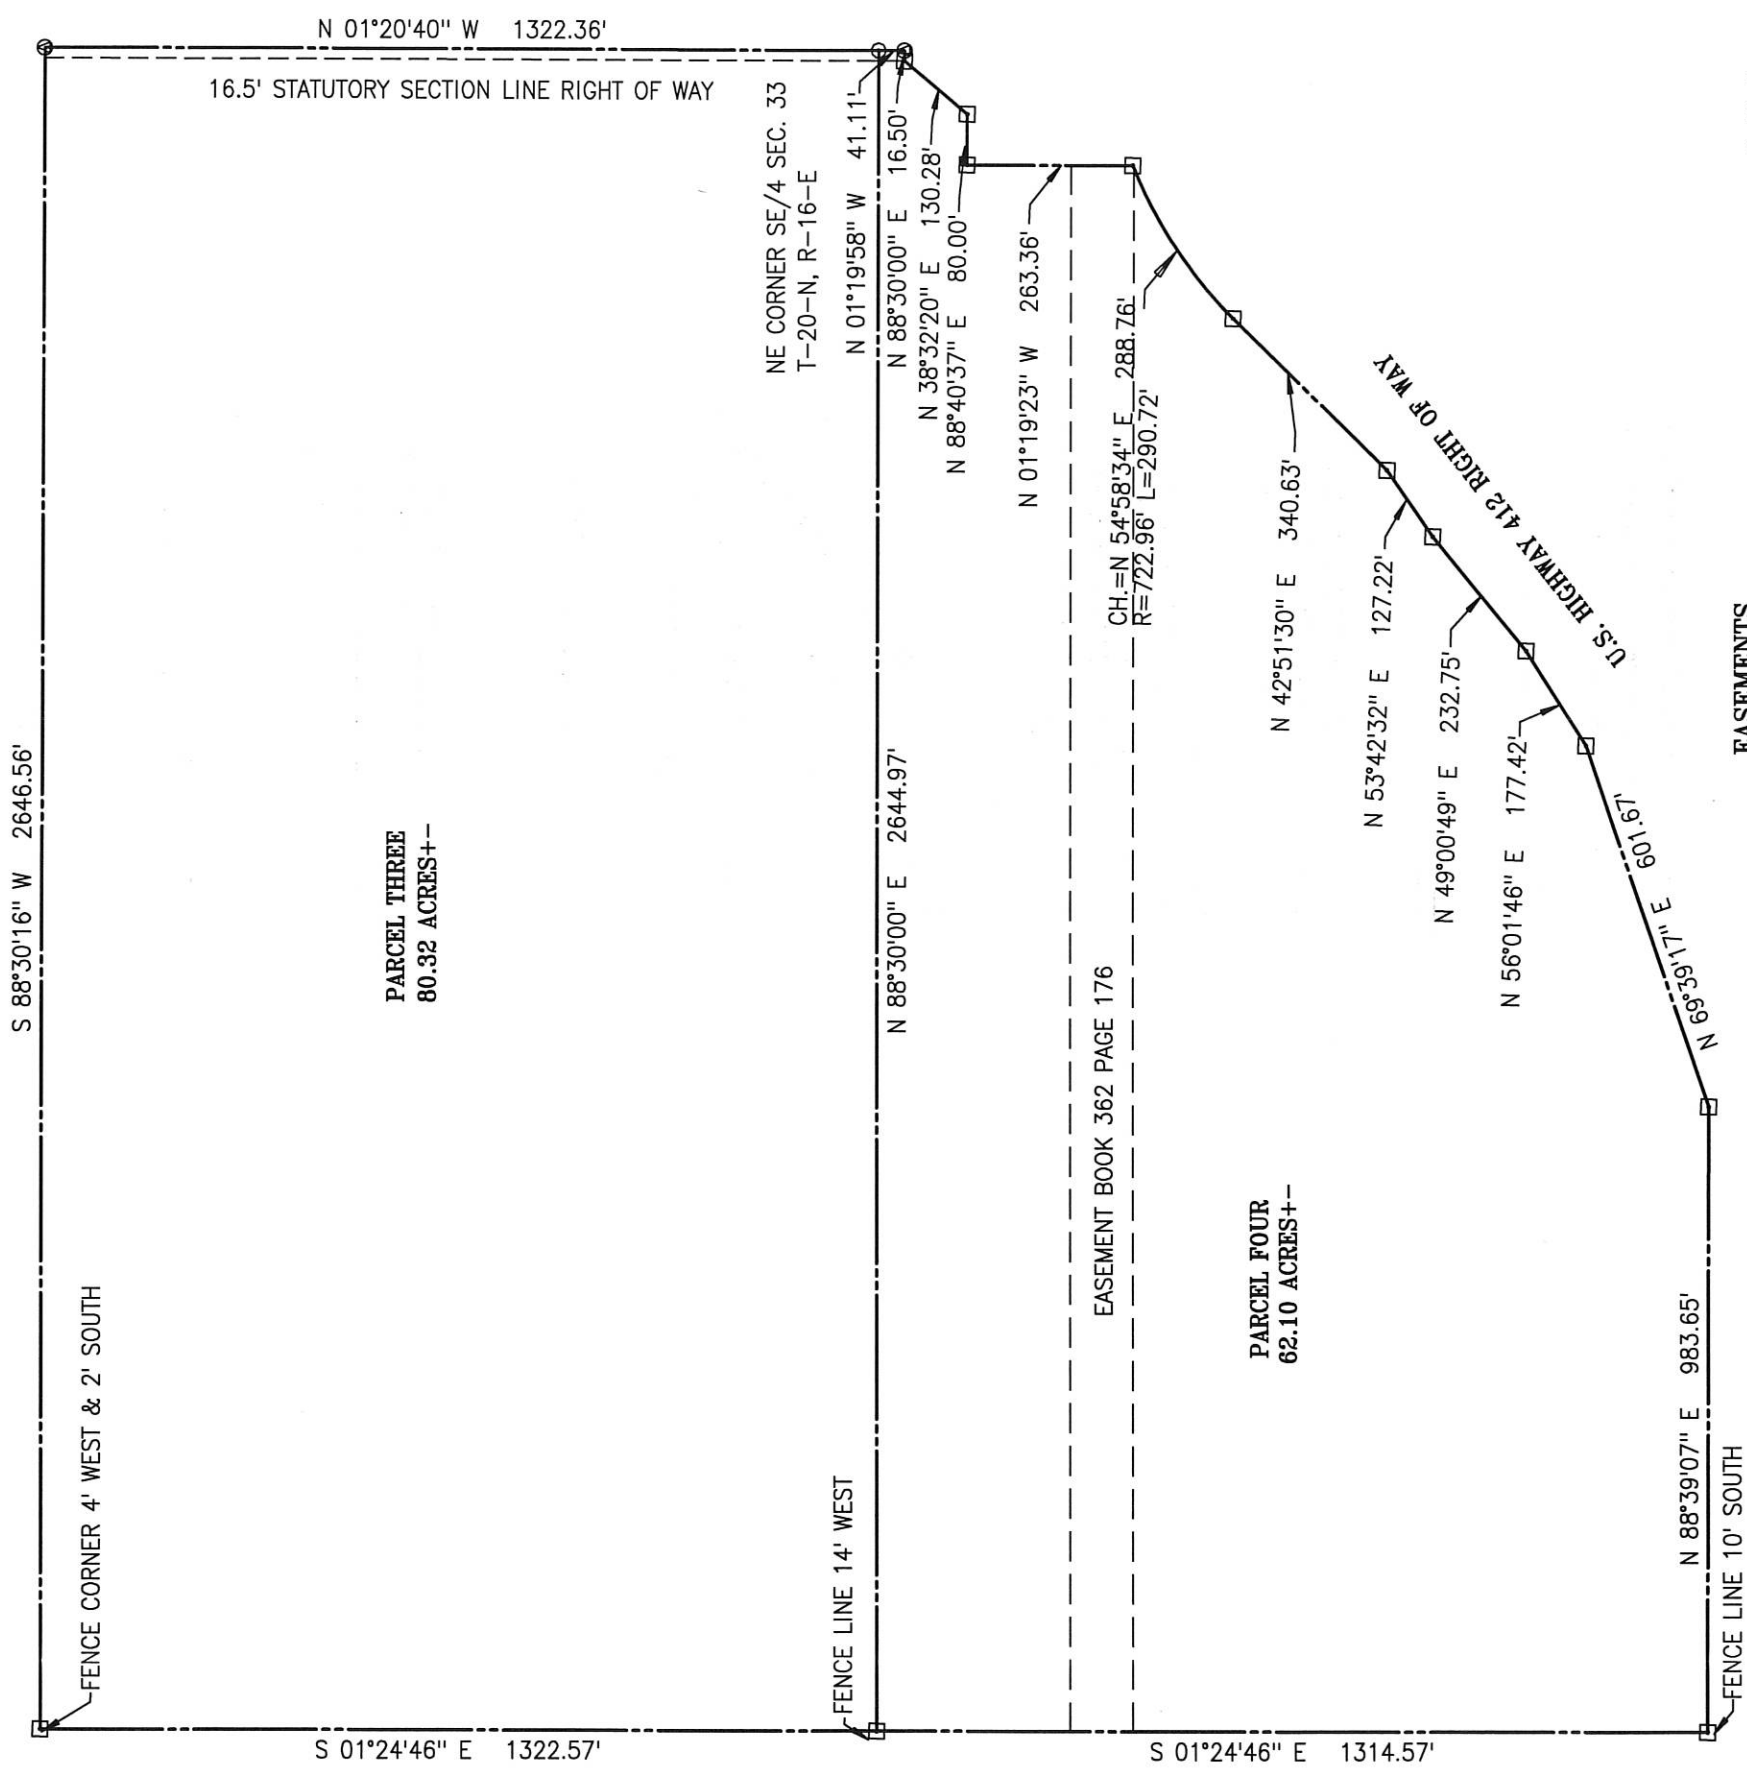 N 01°20'40" W 1322.36'
16.5' STATUTORY SECTION LINE RIGHT OF WAY
NE CORNER SE/4 SEC. 33
T-20-N, R-16-E
N 01°19'58" W 41.11'
N 88°30'00" E 16.50'
N 38°32'20" E 130.28'
N 88°40'37" E 80.00'
N 01°19'23" W 263.36'
CH.=N 54°58'34" E 288.76'
R=722.96' L=290.72'
N 42°51'30" E 340.63'
N 53°42'32" E 127.22'
N 49°00'49" E 232.75'
N 56°01'46" E 177.42'
N 69°39'17" E 601.67'
U.S. HIGHWAY 412 RIGHT OF WAY
EASEMENTS
S 88°30'16" W 2646.56'
PARCEL THREE
80.32 ACRES+-
N 88°30'00" E 2644.97'
EASEMENT BOOK 362 PAGE 176
PARCEL FOUR
62.10 ACRES+-
N 88°39'07" E 983.65'
FENCE CORNER 4' WEST & 2' SOUTH
FENCE LINE 14' WEST
FENCE LINE 10' SOUTH
S 01°24'46" E 1322.57'
S 01°24'46" E 1314.57'